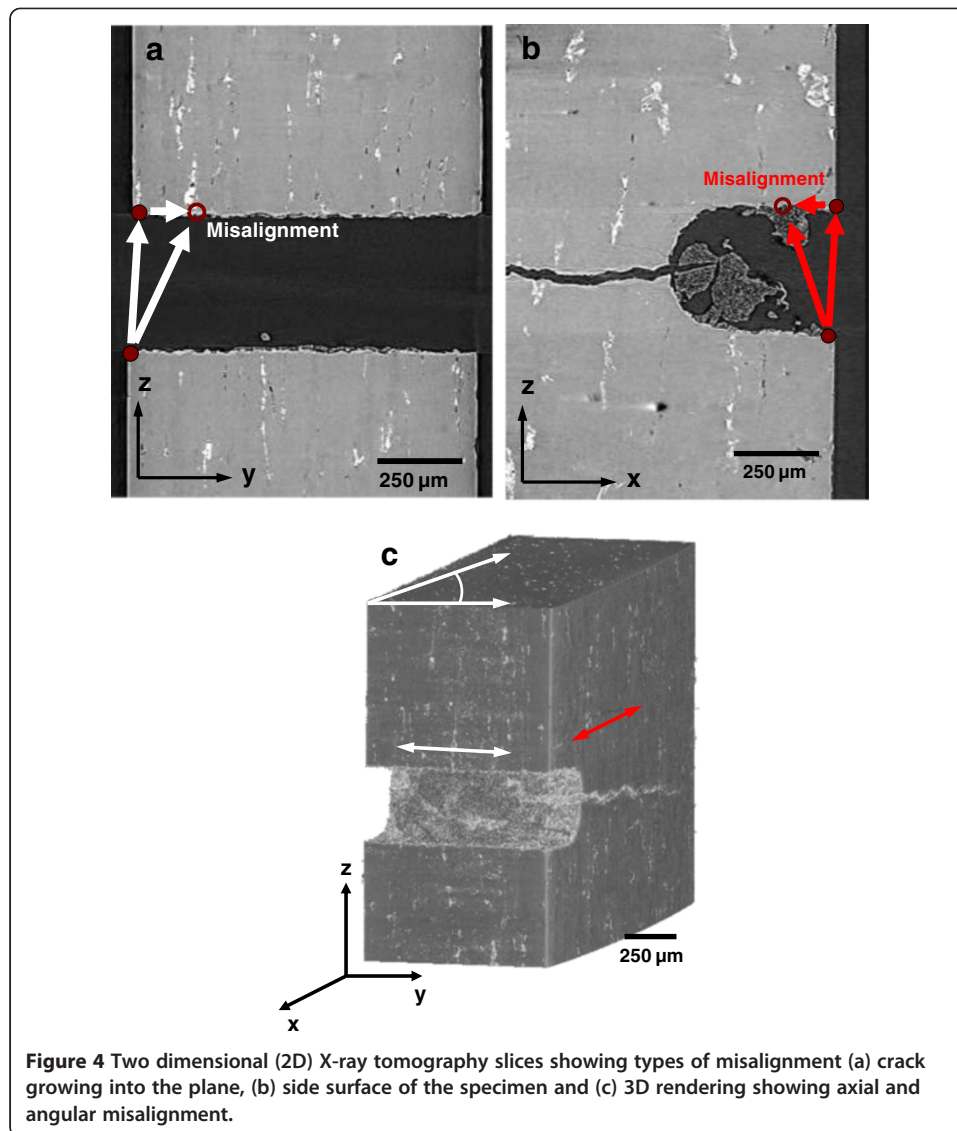 a
Misalignment
z
y
250 µm
b
Misalignment
z
x
250 µm
c
z
y
x
250 µm
Figure 4 Two dimensional (2D) X-ray tomography slices showing types of misalignment (a) crack
growing into the plane, (b) side surface of the specimen and (c) 3D rendering showing axial and
angular misalignment.